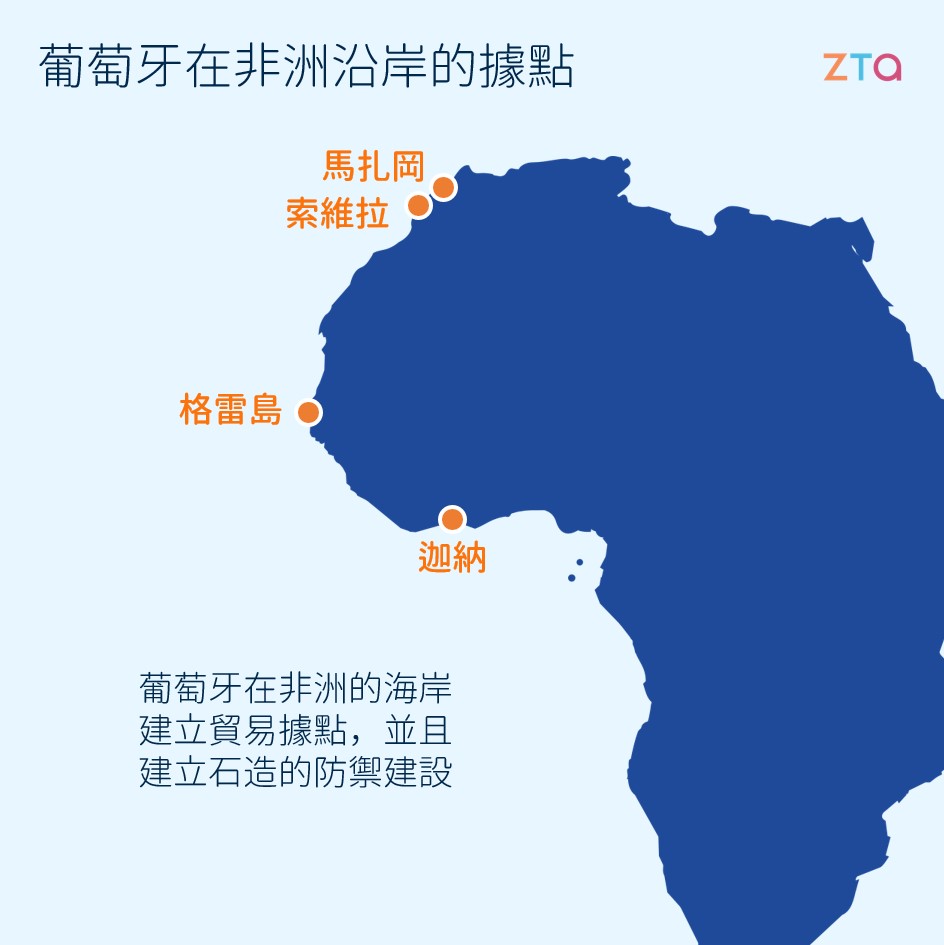 葡萄牙在非洲沿岸的據點
ZTA
馬扎岡
索維拉
格雷島
迦納
葡萄牙在非洲的海岸
建立貿易據點，並且
建立石造的防禦建設